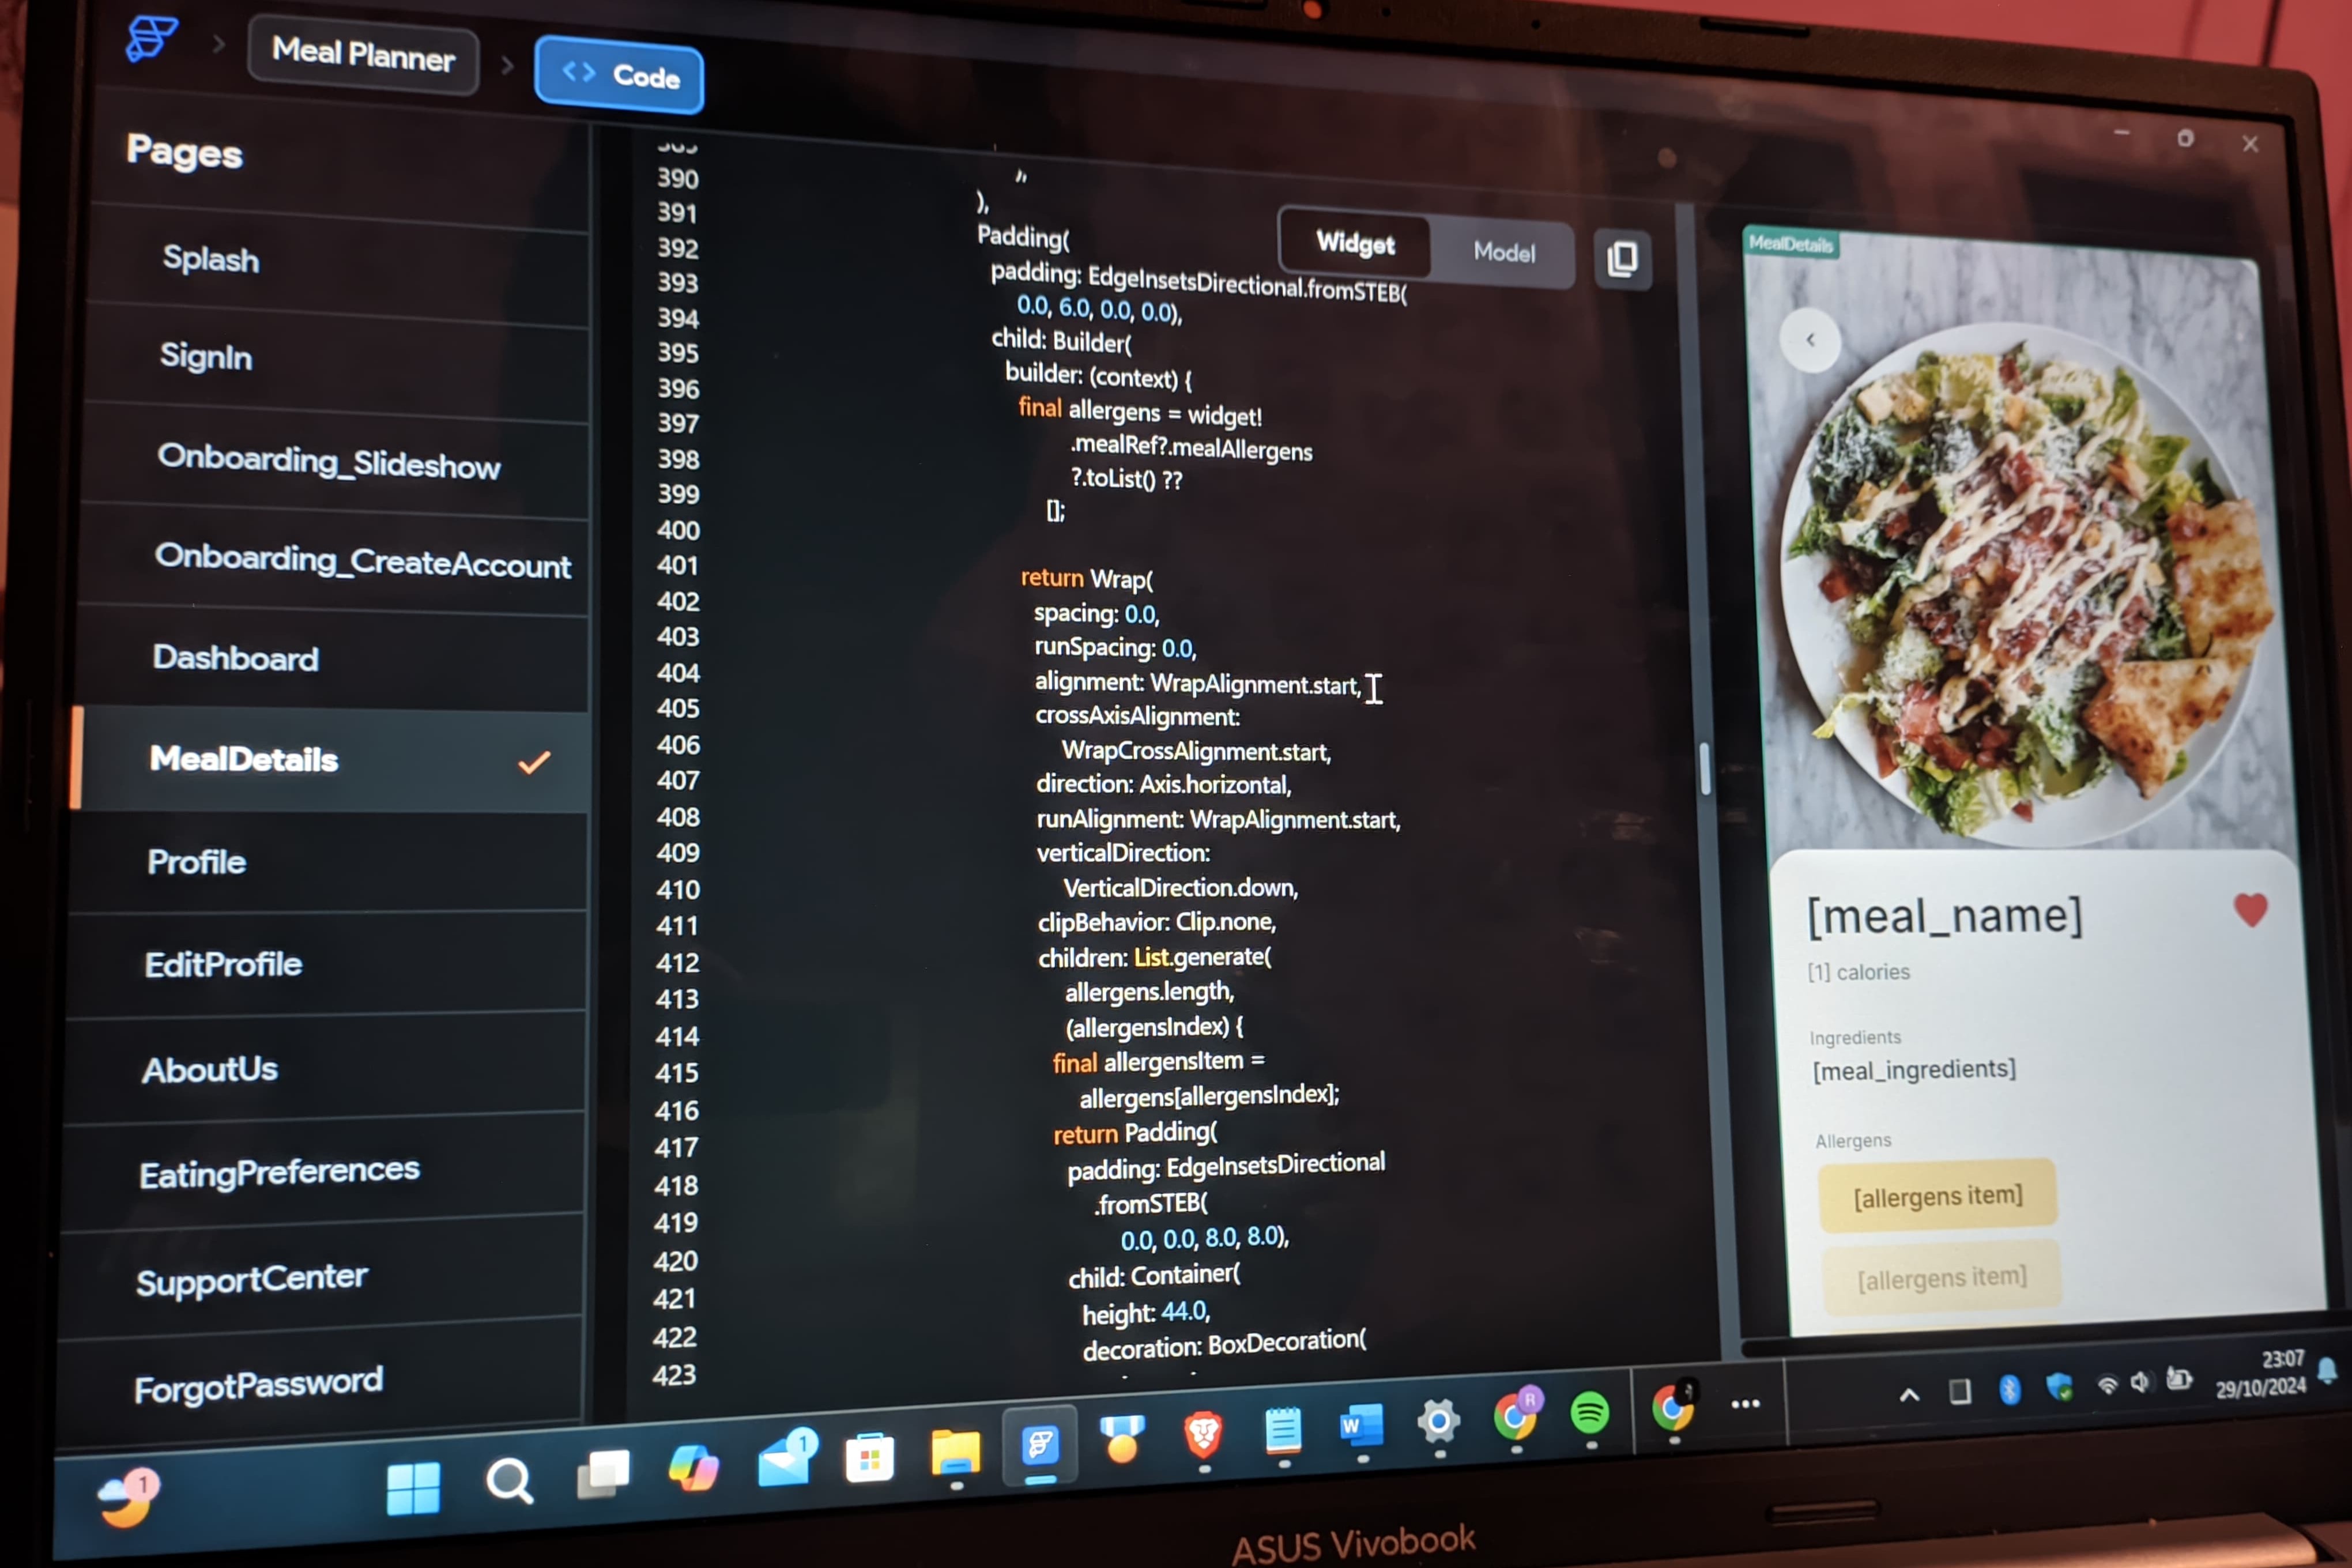 Meal Planner
<> Code
Pages
Splash
SignIn
Onboarding_Slideshow
Onboarding_CreateAccount
Dashboard
MealDetails
Profile
EditProfile
AboutUs
EatingPreferences
SupportCenter
ForgotPassword
Widget
Model
390
391
392
393
394
395
396
397
398
399
400
401
402
403
404
405
406
407
408
409
410
411
412
413
414
415
416
417
418
419
420
421
422
423
),
Padding(
padding: EdgeInsetsDirectional.fromSTEB(
0.0, 6.0, 0.0, 0.0),
child: Builder(
builder: (context) {
final allergens = widget!
.mealRef?.mealAllergens
?.toList() ??
[];
return Wrap(
spacing: 0.0,
runSpacing: 0.0,
alignment: WrapAlignment.start,
crossAxisAlignment:
WrapCrossAlignment.start,
direction: Axis.horizontal,
runAlignment: WrapAlignment.start,
verticalDirection:
VerticalDirection.down,
clipBehavior: Clip.none,
children: List.generate(
allergens.length,
(allergensIndex) {
final allergensItem =
allergens[allergensIndex];
return Padding(
padding: EdgeInsetsDirectional
.fromSTEB(
0.0, 0.0, 8.0, 8.0),
child: Container(
height: 44.0,
decoration: BoxDecoration(
MealDetails
[meal_name]
[1] calories
Ingredients
[meal_ingredients]
Allergens
[allergens item]
[allergens item]
1
1
W
R
23:07
29/10/2024
ASUS Vivobook